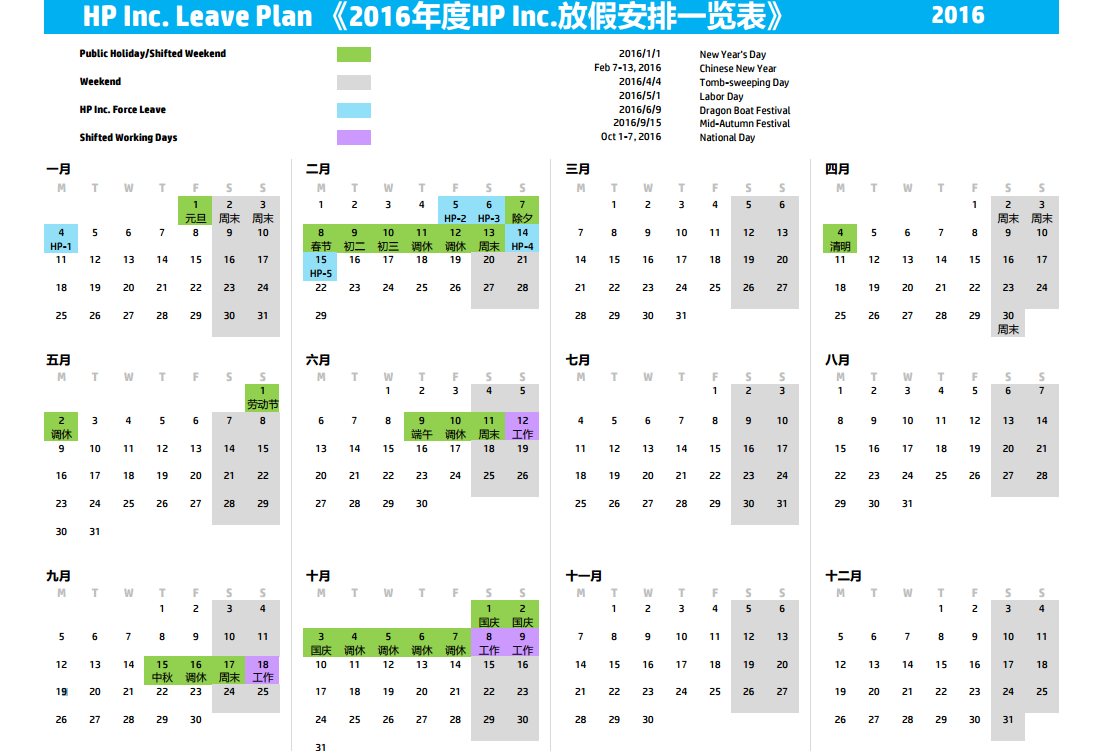 HP Inc. Leave Plan 《2016年度HP Inc.放假安排一览表》 2016
Public Holiday/Shifted Weekend
Weekend
HP Inc. Force Leave
Shifted Working Days
2016/1/1 New Year's Day
Feb 7-13, 2016 Chinese New Year
2016/4/4 Tomb-sweeping Day
2016/5/1 Labor Day
2016/6/9 Dragon Boat Festival
2016/9/15 Mid-Autumn Festival
Oct 1-7, 2016 National Day
一月
M T W T F S S
1 2 3
元旦 周末 周末
4 5 6 7 8 9 10
HP-1
11 12 13 14 15 16 17
18 19 20 21 22 23 24
25 26 27 28 29 30 31
二月
M T W T F S S
1 2 3 4 5 6 7
HP-2 HP-3 除夕
8 9 10 11 12 13 14
春节 初二 初三 调休 调休 周末 HP-4
15 16 17 18 19 20 21
HP-5
22 23 24 25 26 27 28
29
三月
M T W T F S S
1 2 3 4 5 6
7 8 9 10 11 12 13
14 15 16 17 18 19 20
21 22 23 24 25 26 27
28 29 30 31
四月
M T W T F S S
1 2 3
周末 周末
4 5 6 7 8 9 10
清明
11 12 13 14 15 16 17
18 19 20 21 22 23 24
25 26 27 28 29 30
周末
五月
M T W T F S S
1
劳动节
2 3 4 5 6 7 8
调休
9 10 11 12 13 14 15
16 17 18 19 20 21 22
23 24 25 26 27 28 29
30 31
六月
M T W T F S S
1 2 3 4 5
6 7 8 9 10 11 12
端午 调休 周末 工作
13 14 15 16 17 18 19
20 21 22 23 24 25 26
27 28 29 30
七月
M T W T F S S
1 2 3
4 5 6 7 8 9 10
11 12 13 14 15 16 17
18 19 20 21 22 23 24
25 26 27 28 29 30 31
八月
M T W T F S S
1 2 3 4 5 6 7
8 9 10 11 12 13 14
15 16 17 18 19 20 21
22 23 24 25 26 27 28
29 30 31
九月
M T W T F S S
1 2 3 4
5 6 7 8 9 10 11
12 13 14 15 16 17 18
中秋 调休 周末 工作
19 20 21 22 23 24 25
26 27 28 29 30
十月
M T W T F S S
1 2
国庆 国庆
3 4 5 6 7 8 9
国庆 调休 调休 调休 调休 工作 工作
10 11 12 13 14 15 16
17 18 19 20 21 22 23
24 25 26 27 28 29 30
31
十一月
M T W T F S S
1 2 3 4 5 6
7 8 9 10 11 12 13
14 15 16 17 18 19 20
21 22 23 24 25 26 27
28 29 30
十二月
M T W T F S S
1 2 3 4
5 6 7 8 9 10 11
12 13 14 15 16 17 18
19 20 21 22 23 24 25
26 27 28 29 30 31